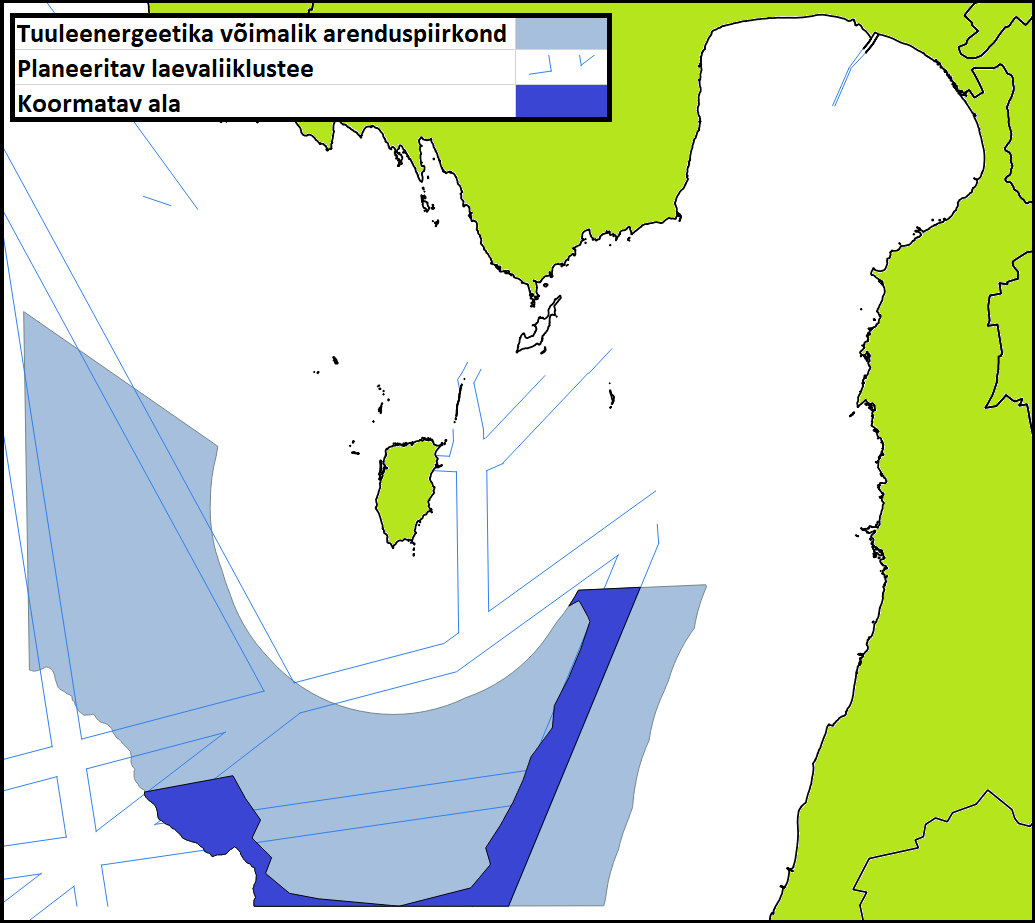 Tuuleenergeetika võimalik arenduspiirkond
Planeeritav laevaliiklustee
Koormatav ala